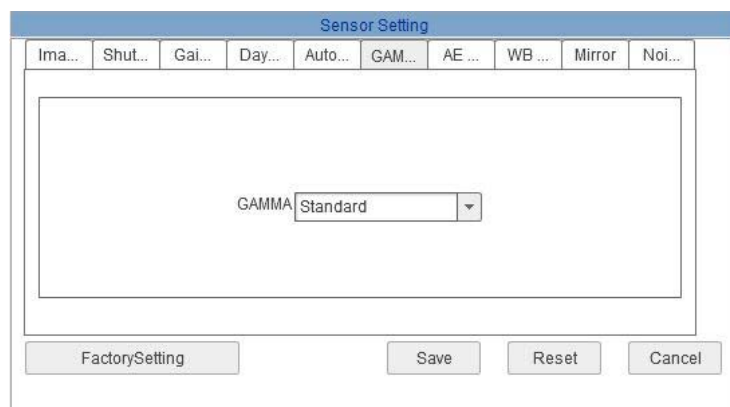 Sensor Setting
Ima... Shut... Gai... Day... Auto... GAM... AE ... WB ... Mirror Noi...
GAMMA Standard
FactorySetting Save Reset Cancel